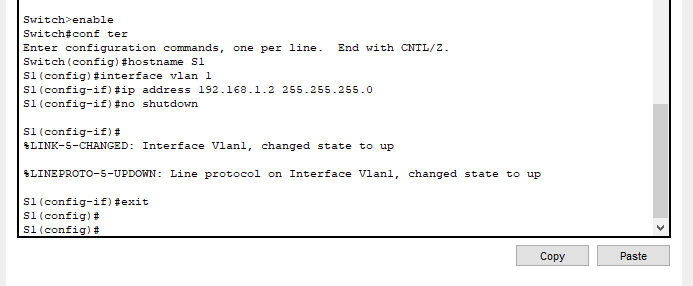 Switch>enable
Switch#conf ter
Enter configuration commands, one per line.  End with CNTL/Z.
Switch(config)#hostname S1
S1(config)#interface vlan 1
S1(config-if)#ip address 192.168.1.2 255.255.255.0
S1(config-if)#no shutdown
S1(config-if)#
%LINK-5-CHANGED: Interface Vlan1, changed state to up
%LINEPROTO-5-UPDOWN: Line protocol on Interface Vlan1, changed state to up
S1(config-if)#exit
S1(config)#
S1(config)#
Copy
Paste